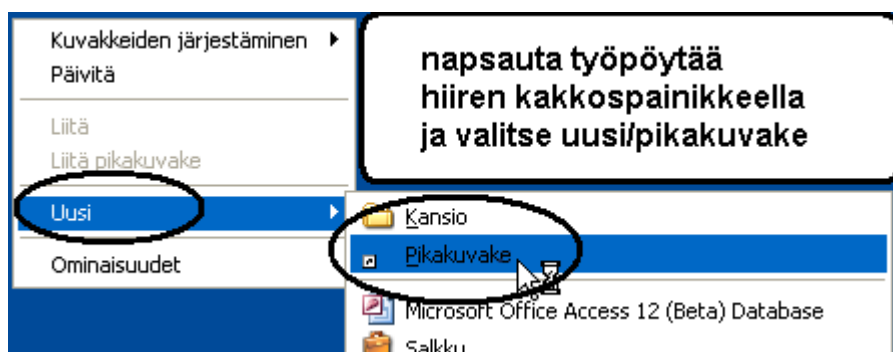 Kuvakkeiden järjestäminen
Päivitä
Liitä
Liitä pikakuvake
Uusi
Ominaisuudet
napsauta työpöytää
hiiren kakkospainikkeella
ja valitse uusi/pikakuvake
Kansio
Pikakuvake
Microsoft Office Access 12 (Beta) Database
Salkku